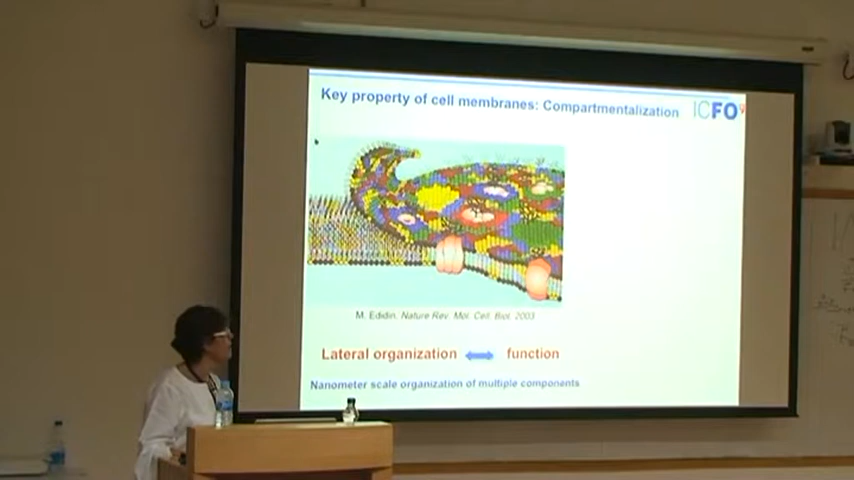 Key property of cell membranes: Compartmentalization
ICFO
M. Edidin. Nature Rev. Mol. Cell. Biol. 2003
Lateral organization function
Nanometer scale organization of multiple components